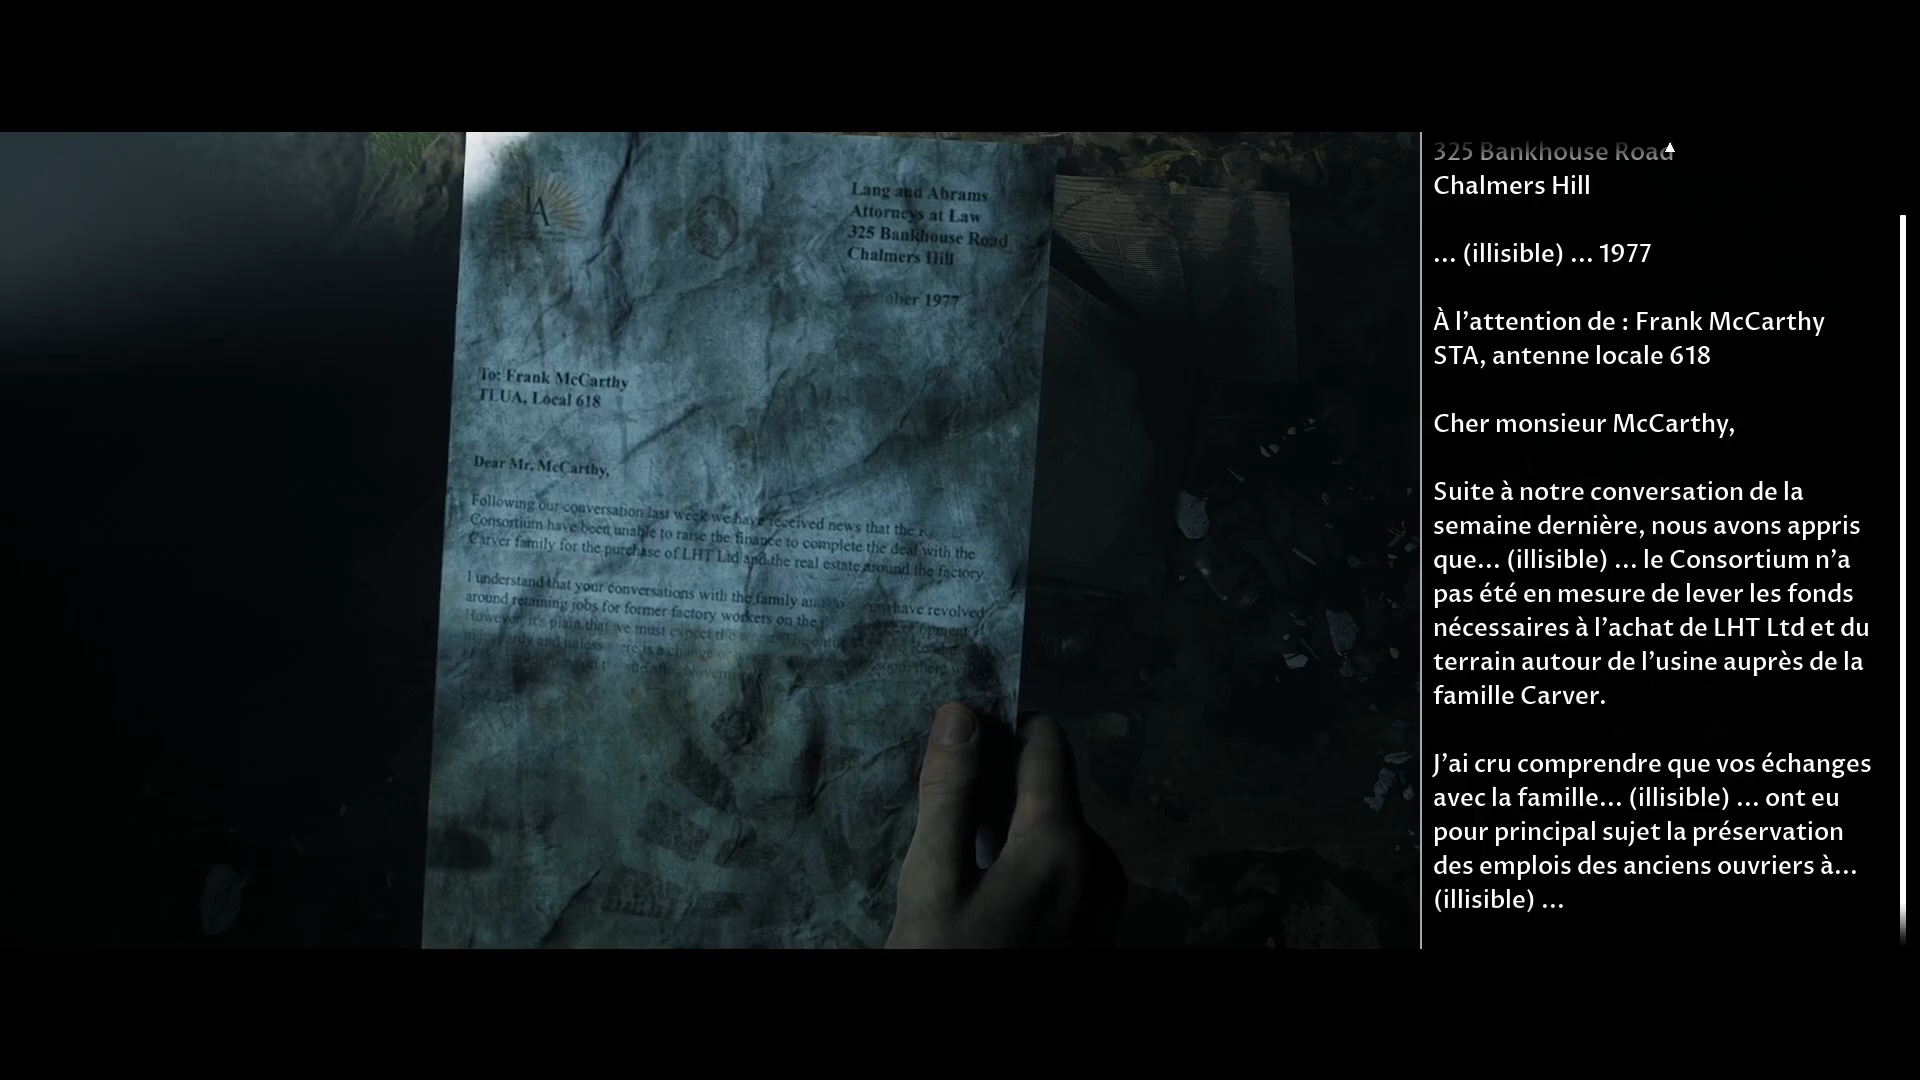 LA
Lang and Abrams
Attorneys at Law
325 Bankhouse Road
Chalmers Hill
1977
To: Frank McCarthy
TLUA, Local 618
Dear Mr. McCarthy,
Following our conversation last week we have received news that the
Consortium have been unable to raise the finance to complete the deal with the
Carver family for the purchase of LHT Ltd and the real estate around the factory.
I understand that your conversations with the family have revolved
around retaining jobs for former factory workers on the
However, it's plain that we must expect the
and unless is a change
325 Bankhouse Road
Chalmers Hill
... (illisible) ... 1977
À l'attention de : Frank McCarthy
STA, antenne locale 618
Cher monsieur McCarthy,
Suite à notre conversation de la
semaine dernière, nous avons appris
que... (illisible) ... le Consortium n'a
pas été en mesure de lever les fonds
nécessaires à l'achat de LHT Ltd et du
terrain autour de l'usine auprès de la
famille Carver.
J'ai cru comprendre que vos échanges
avec la famille... (illisible) ... ont eu
pour principal sujet la préservation
des emplois des anciens ouvriers à...
(illisible) ...